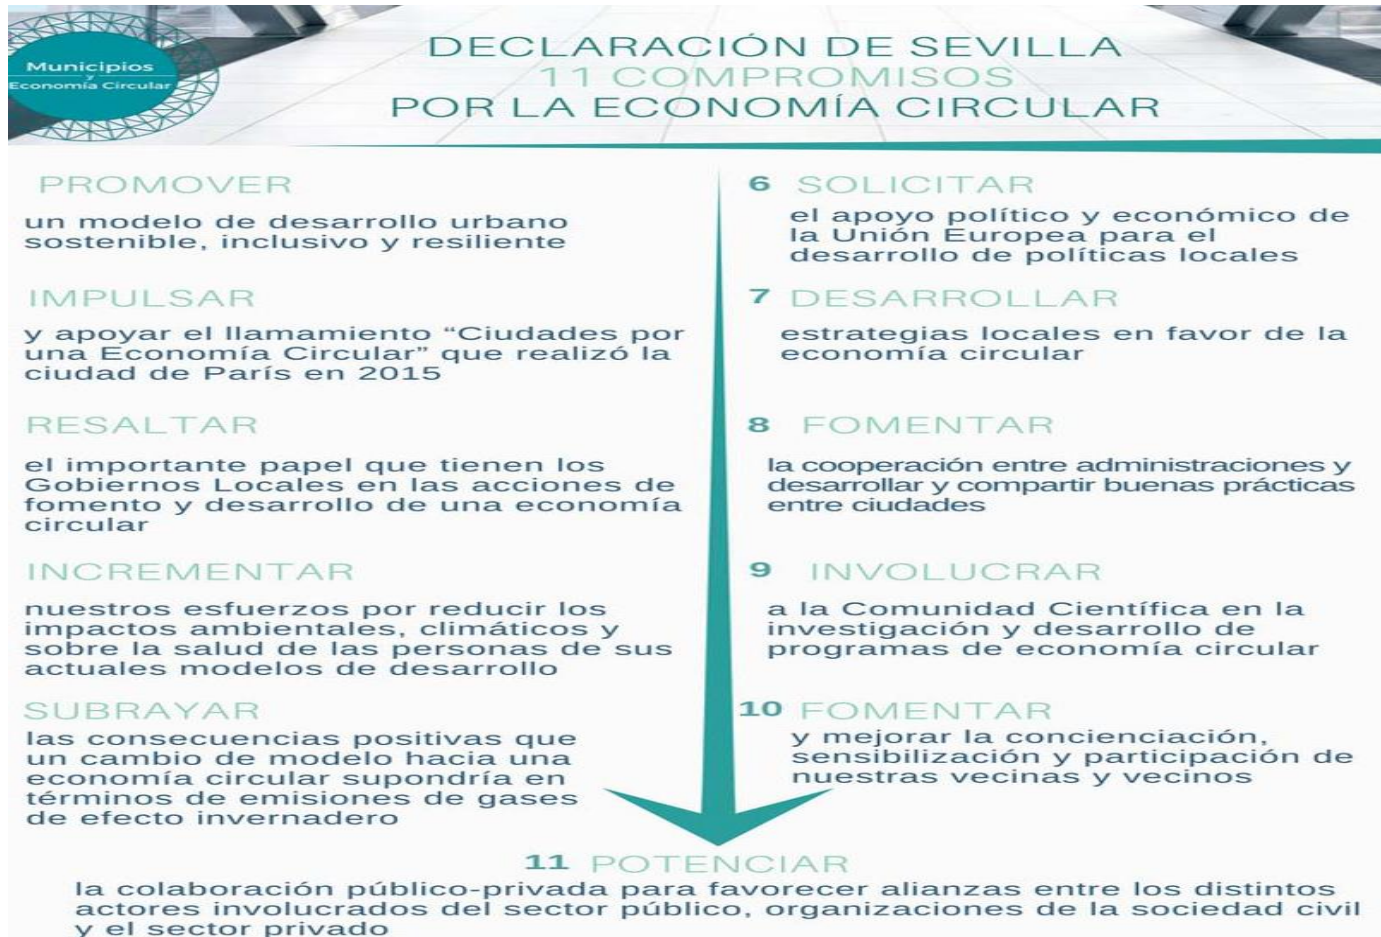 Municipios
y
Economía Circular
DECLARACIÓN DE SEVILLA
11 COMPROMISOS
POR LA ECONOMÍA CIRCULAR
PROMOVER
un modelo de desarrollo urbano
sostenible, inclusivo y resiliente
IMPULSAR
y apoyar el llamamiento “Ciudades por
una Economía Circular” que realizó la
ciudad de París en 2015
RESALTAR
el importante papel que tienen los
Gobiernos Locales en las acciones de
fomento y desarrollo de una economía
circular
INCREMENTAR
nuestros esfuerzos por reducir los
impactos ambientales, climáticos y
sobre la salud de las personas de sus
actuales modelos de desarrollo
SUBRAYAR
las consecuencias positivas que
un cambio de modelo hacia una
economía circular supondría en
términos de emisiones de gases
de efecto invernadero
6 SOLICITAR
el apoyo político y económico de
la Unión Europea para el
desarrollo de políticas locales
7 DESARROLLAR
estrategias locales en favor de la
economía circular
8 FOMENTAR
la cooperación entre administraciones y
desarrollar y compartir buenas prácticas
entre ciudades
9 INVOLUCRAR
a la Comunidad Científica en la
investigación y desarrollo de
programas de economía circular
10 FOMENTAR
y mejorar la concienciación,
sensibilización y participación de
nuestras vecinas y vecinos
11 POTENCIAR
la colaboración público-privada para favorecer alianzas entre los distintos
actores involucrados del sector público, organizaciones de la sociedad civil
y el sector privado